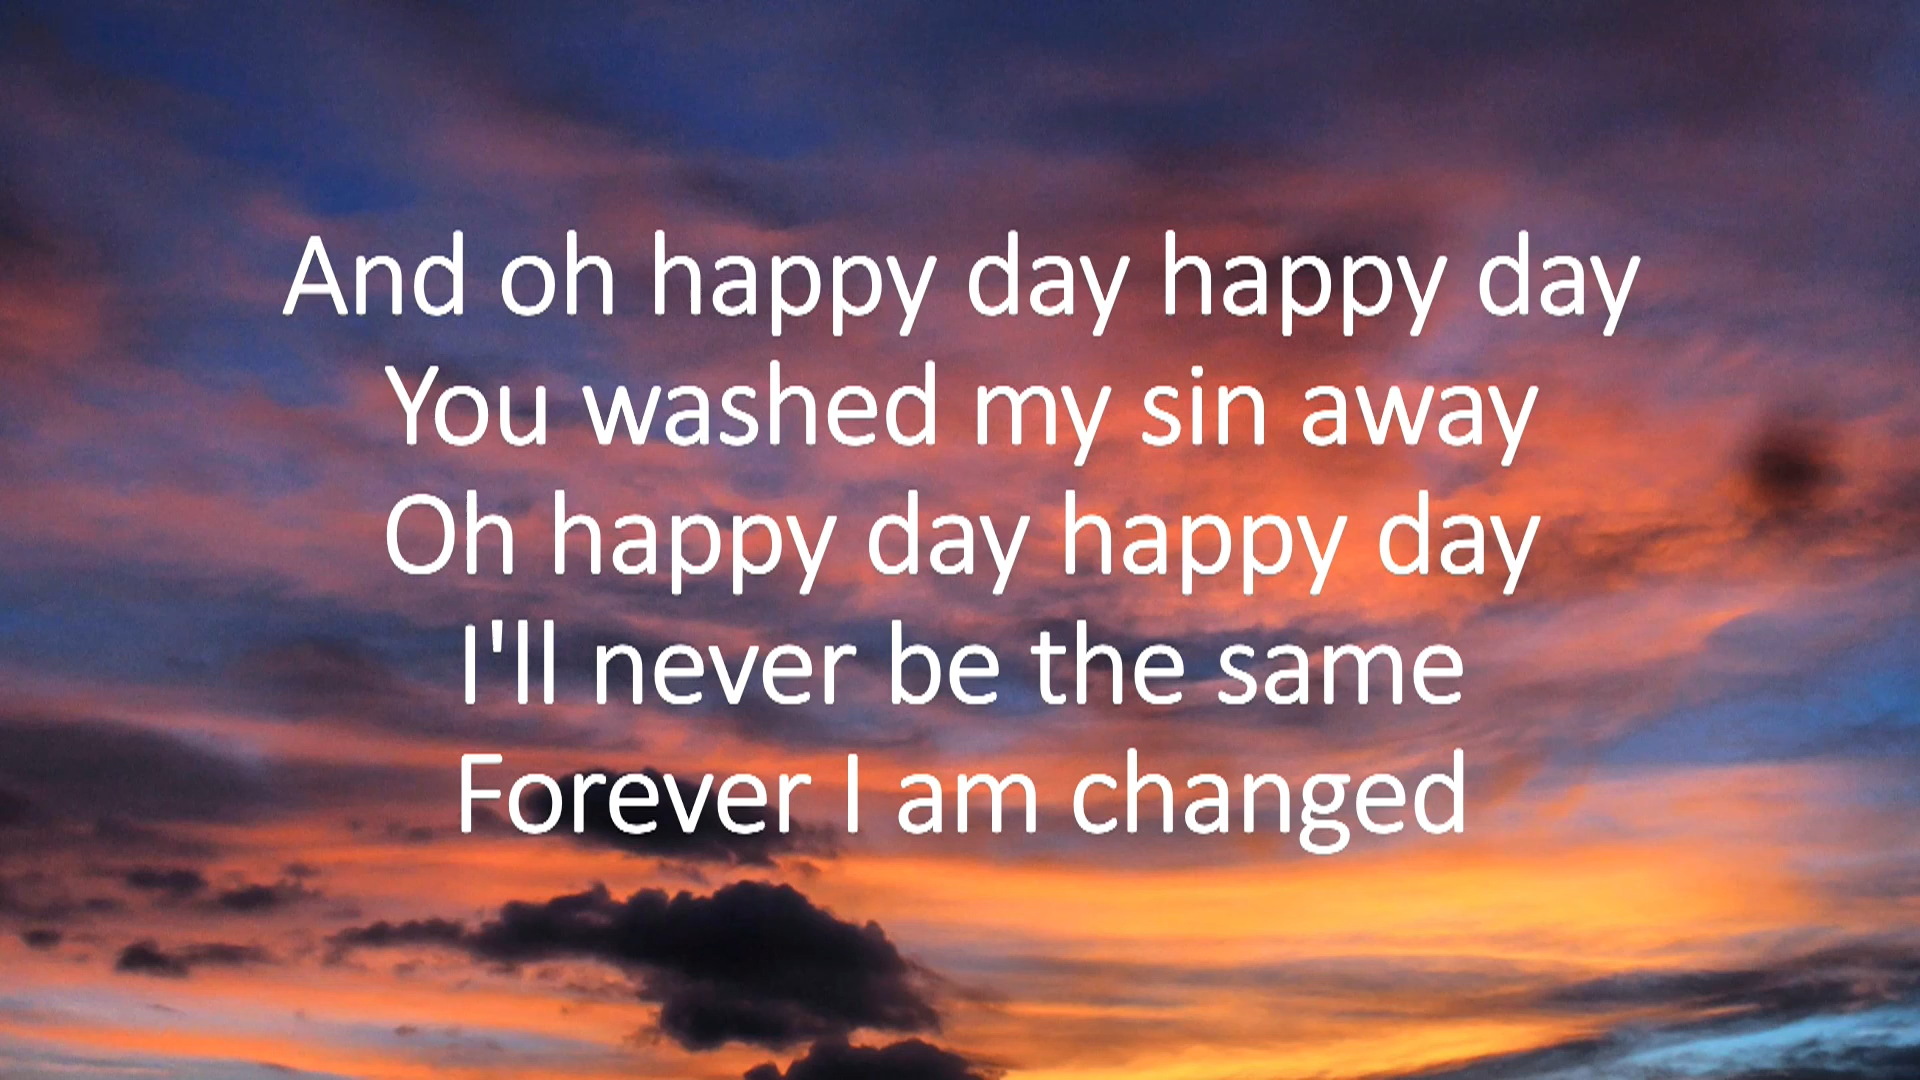 And oh happy day happy day
You washed my sin away
Oh happy day happy day
I'll never be the same
Forever I am changed